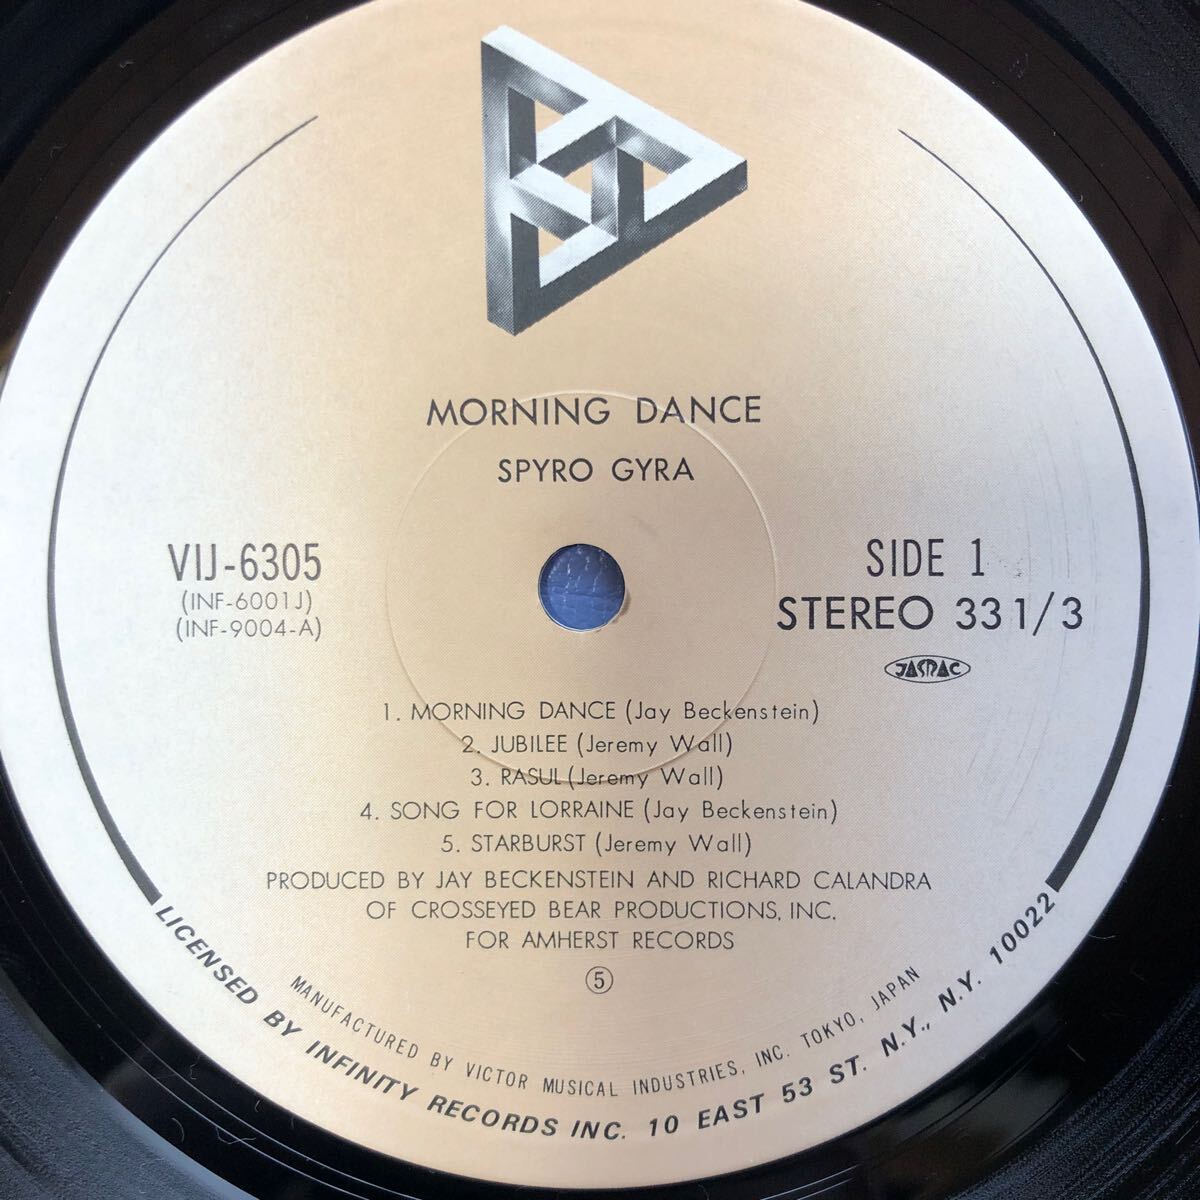 MORNING DANCE
SPYRO GYRA
VIJ-6305
(INF-6001J)
(INF-9004-A)
SIDE 1
STEREO 33 1/3
JASRAC
1. MORNING DANCE (Jay Beckenstein)
2. JUBILEE (Jeremy Wall)
3. RASUL (Jeremy Wall)
4. SONG FOR LORRAINE (Jay Beckenstein)
5. STARBURST (Jeremy Wall)
PRODUCED BY JAY BECKENSTEIN AND RICHARD CALANDRA
OF CROSSEYED BEAR PRODUCTIONS, INC.
FOR AMHERST RECORDS
⑤
MANUFACTURED BY VICTOR MUSICAL INDUSTRIES, INC. TOKYO, JAPAN
LICENSED BY INFINITY RECORDS INC. 10 EAST 53 ST. N.Y., N.Y. 10022